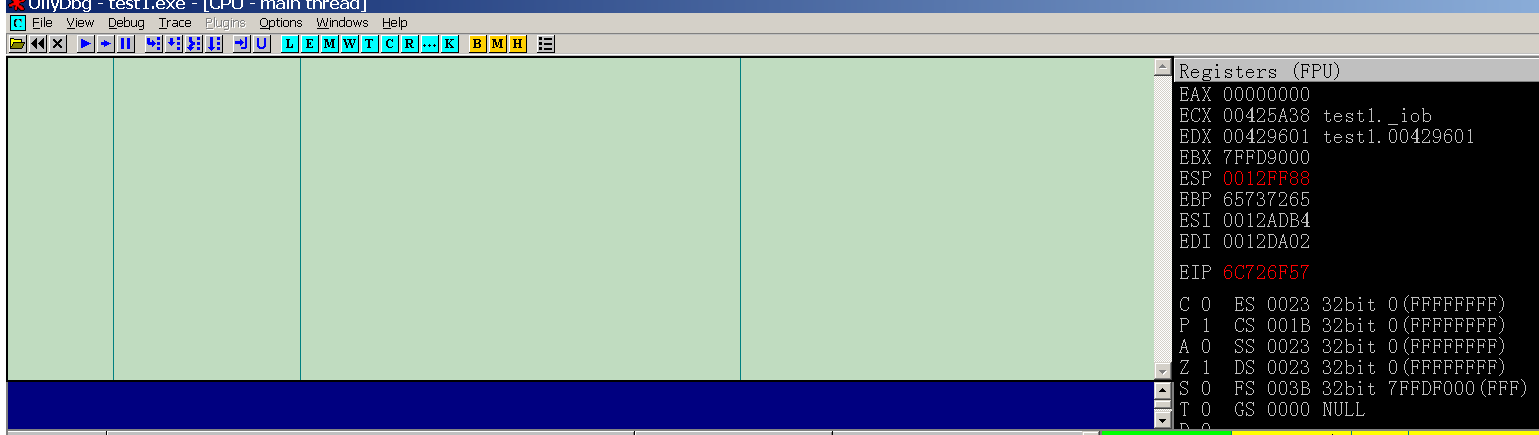 OllyDbg - test1.exe - [CPU - main thread]
C File View Debug Trace Plugins Options Windows Help
L E M W T C R ... K B M H
Registers (FPU)
EAX 00000000
ECX 00425A38 test1._iob
EDX 00429601 test1.00429601
EBX 7FFD9000
ESP 0012FF88
EBP 65737265
ESI 0012ADB4
EDI 0012DA02
EIP 6C726F57
C 0 ES 0023 32bit 0(FFFFFFFF)
P 1 CS 001B 32bit 0(FFFFFFFF)
A 0 SS 0023 32bit 0(FFFFFFFF)
Z 1 DS 0023 32bit 0(FFFFFFFF)
S 0 FS 003B 32bit 7FFDF000(FFF)
T 0 GS 0000 NULL
D 0